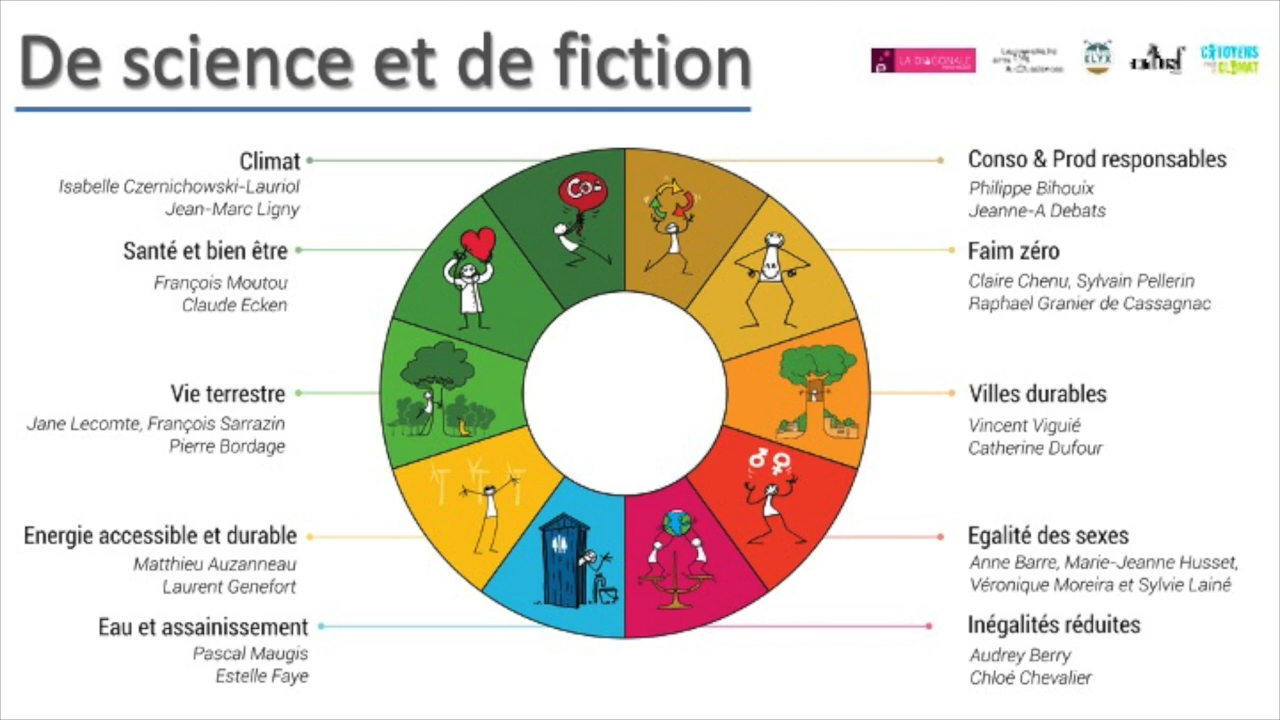 De science et de fiction
LA DIAGONALE
ELYX
CITOYENS
CLIMAT
Climat
Isabelle Czernichowski-Lauriol
Jean-Marc Ligny
Santé et bien être
François Moutou
Claude Ecken
Vie terrestre
Jane Lecomte, François Sarrazin
Pierre Bordage
Energie accessible et durable
Matthieu Auzanneau
Laurent Genefort
Eau et assainissement
Pascal Maugis
Estelle Faye
CO2
Conso & Prod responsables
Philippe Bihouix
Jeanne-A Debats
Faim zéro
Claire Chenu, Sylvain Pellerin
Raphael Granier de Cassagnac
Villes durables
Vincent Viguié
Catherine Dufour
Egalité des sexes
Anne Barre, Marie-Jeanne Husset,
Véronique Moreira et Sylvie Lainé
Inégalités réduites
Audrey Berry
Chloé Chevalier